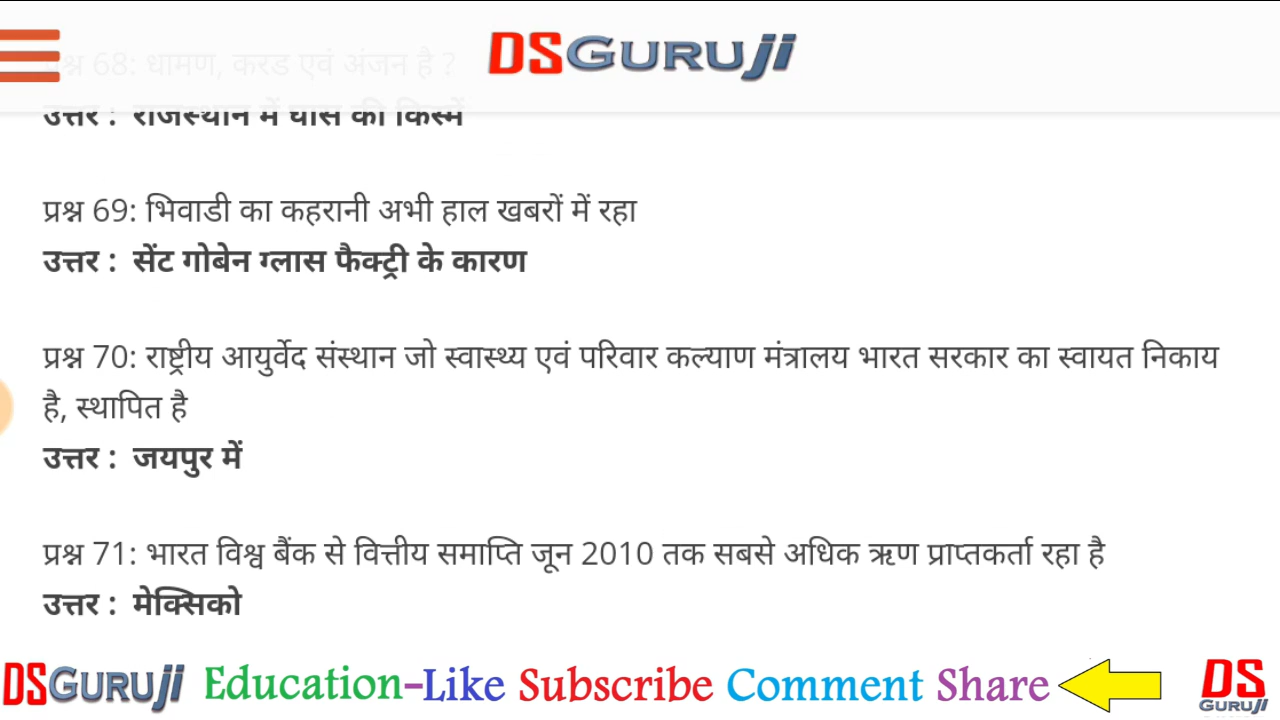 DSGURUji
प्रश्न 68: धामण, करड एवं अंजन है ?
उत्तर : राजस्थान में घास की किस्में
प्रश्न 69: भिवाडी का कहरानी अभी हाल खबरों में रहा
उत्तर : सेंट गोबेन ग्लास फैक्ट्री के कारण
प्रश्न 70: राष्ट्रीय आयुर्वेद संस्थान जो स्वास्थ्य एवं परिवार कल्याण मंत्रालय भारत सरकार का स्वायत निकाय
है, स्थापित है
उत्तर : जयपुर में
प्रश्न 71: भारत विश्व बैंक से वित्तीय समाप्ति जून 2010 तक सबसे अधिक ऋण प्राप्तकर्ता रहा है
उत्तर : मेक्सिको
DSGURUji Education-Like Subscribe Comment Share DS
GURUji